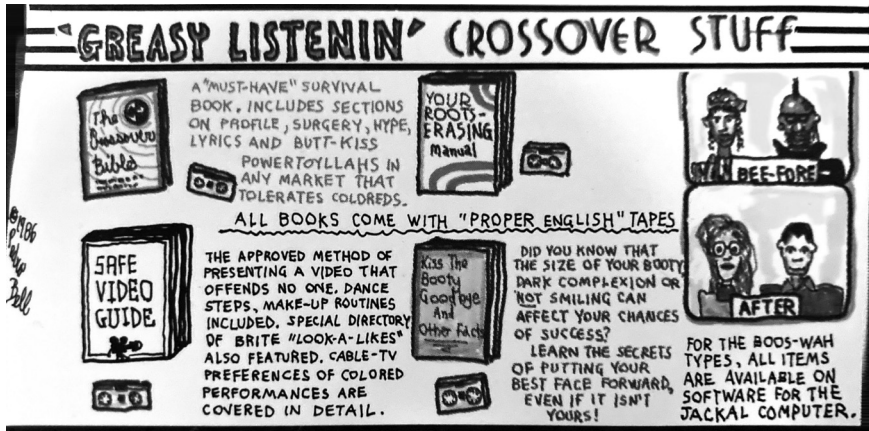 "GREASY LISTENIN" CROSSOVER STUFF
The
Crossover
Bible
A "MUST-HAVE" SURVIVAL
BOOK. INCLUDES SECTIONS
ON PROFILE, SURGERY, HYPE,
LYRICS AND BUTT-KISS
POWERTOYLLAHS IN
ANY MARKET THAT
TOLERATES COLOREDS.
YOUR
ROOTS-
ERASING
Manual
BEE-FORE
ALL BOOKS COME WITH "PROPER ENGLISH" TAPES
©1986
Bell
SAFE
VIDEO
GUIDE
THE APPROVED METHOD OF
PRESENTING A VIDEO THAT
OFFENDS NO ONE. DANCE
STEPS, MAKE-UP ROUTINES
INCLUDED. SPECIAL DIRECTORY
OF BRITE "LOOK-A-LIKES"
ALSO FEATURED. CABLE-TV
PREFERENCES OF COLORED
PERFORMANCES ARE
COVERED IN DETAIL.
Kiss The
Booty
Goodbye
And
Other Facts
DID YOU KNOW THAT
THE SIZE OF YOUR BOOTY,
DARK COMPLEXION OR
NOT SMILING CAN
AFFECT YOUR CHANCES
OF SUCCESS?
LEARN THE SECRETS
OF PUTTING YOUR
BEST FACE FORWARD,
EVEN IF IT ISN'T
YOURS!
AFTER
FOR THE BOOS-WAH
TYPES, ALL ITEMS
ARE AVAILABLE ON
SOFTWARE FOR THE
JACKAL COMPUTER.